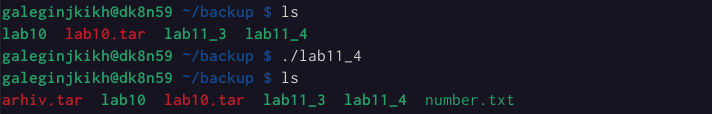 galeginjkikh@dk8n59 ~/backup $ ls
lab10 lab10.tar lab11_3 lab11_4
galeginjkikh@dk8n59 ~/backup $ ./lab11_4
galeginjkikh@dk8n59 ~/backup $ ls
arhiv.tar lab10 lab10.tar lab11_3 lab11_4 number.txt